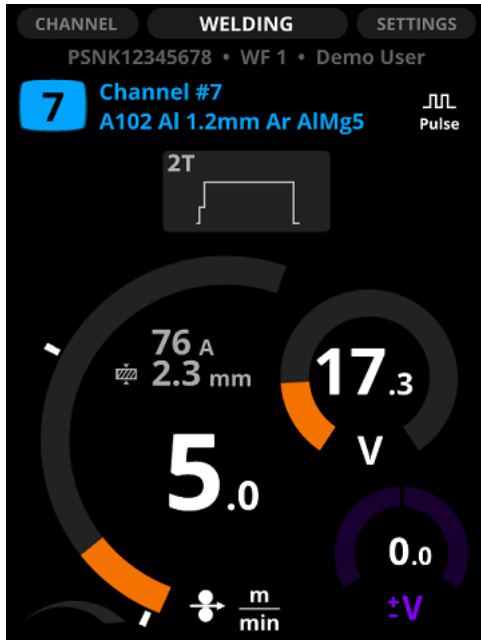 CHANNEL WELDING SETTINGS
PSNK12345678 • WF 1 • Demo User
7
Channel #7
A102 Al 1.2mm Ar AlMg5
Pulse
2T
76 A
2.3 mm
17.3
V
5.0
m
min
0.0
±V